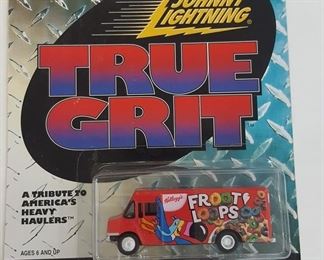 JOHNNY
LIGHTNING
TRUE
GRIT
A TRIBUTE TO
AMERICA'S
HEAVY
HAULERS™
Kellogg's
FROOT
LOOPS
AGES 6 AND UP